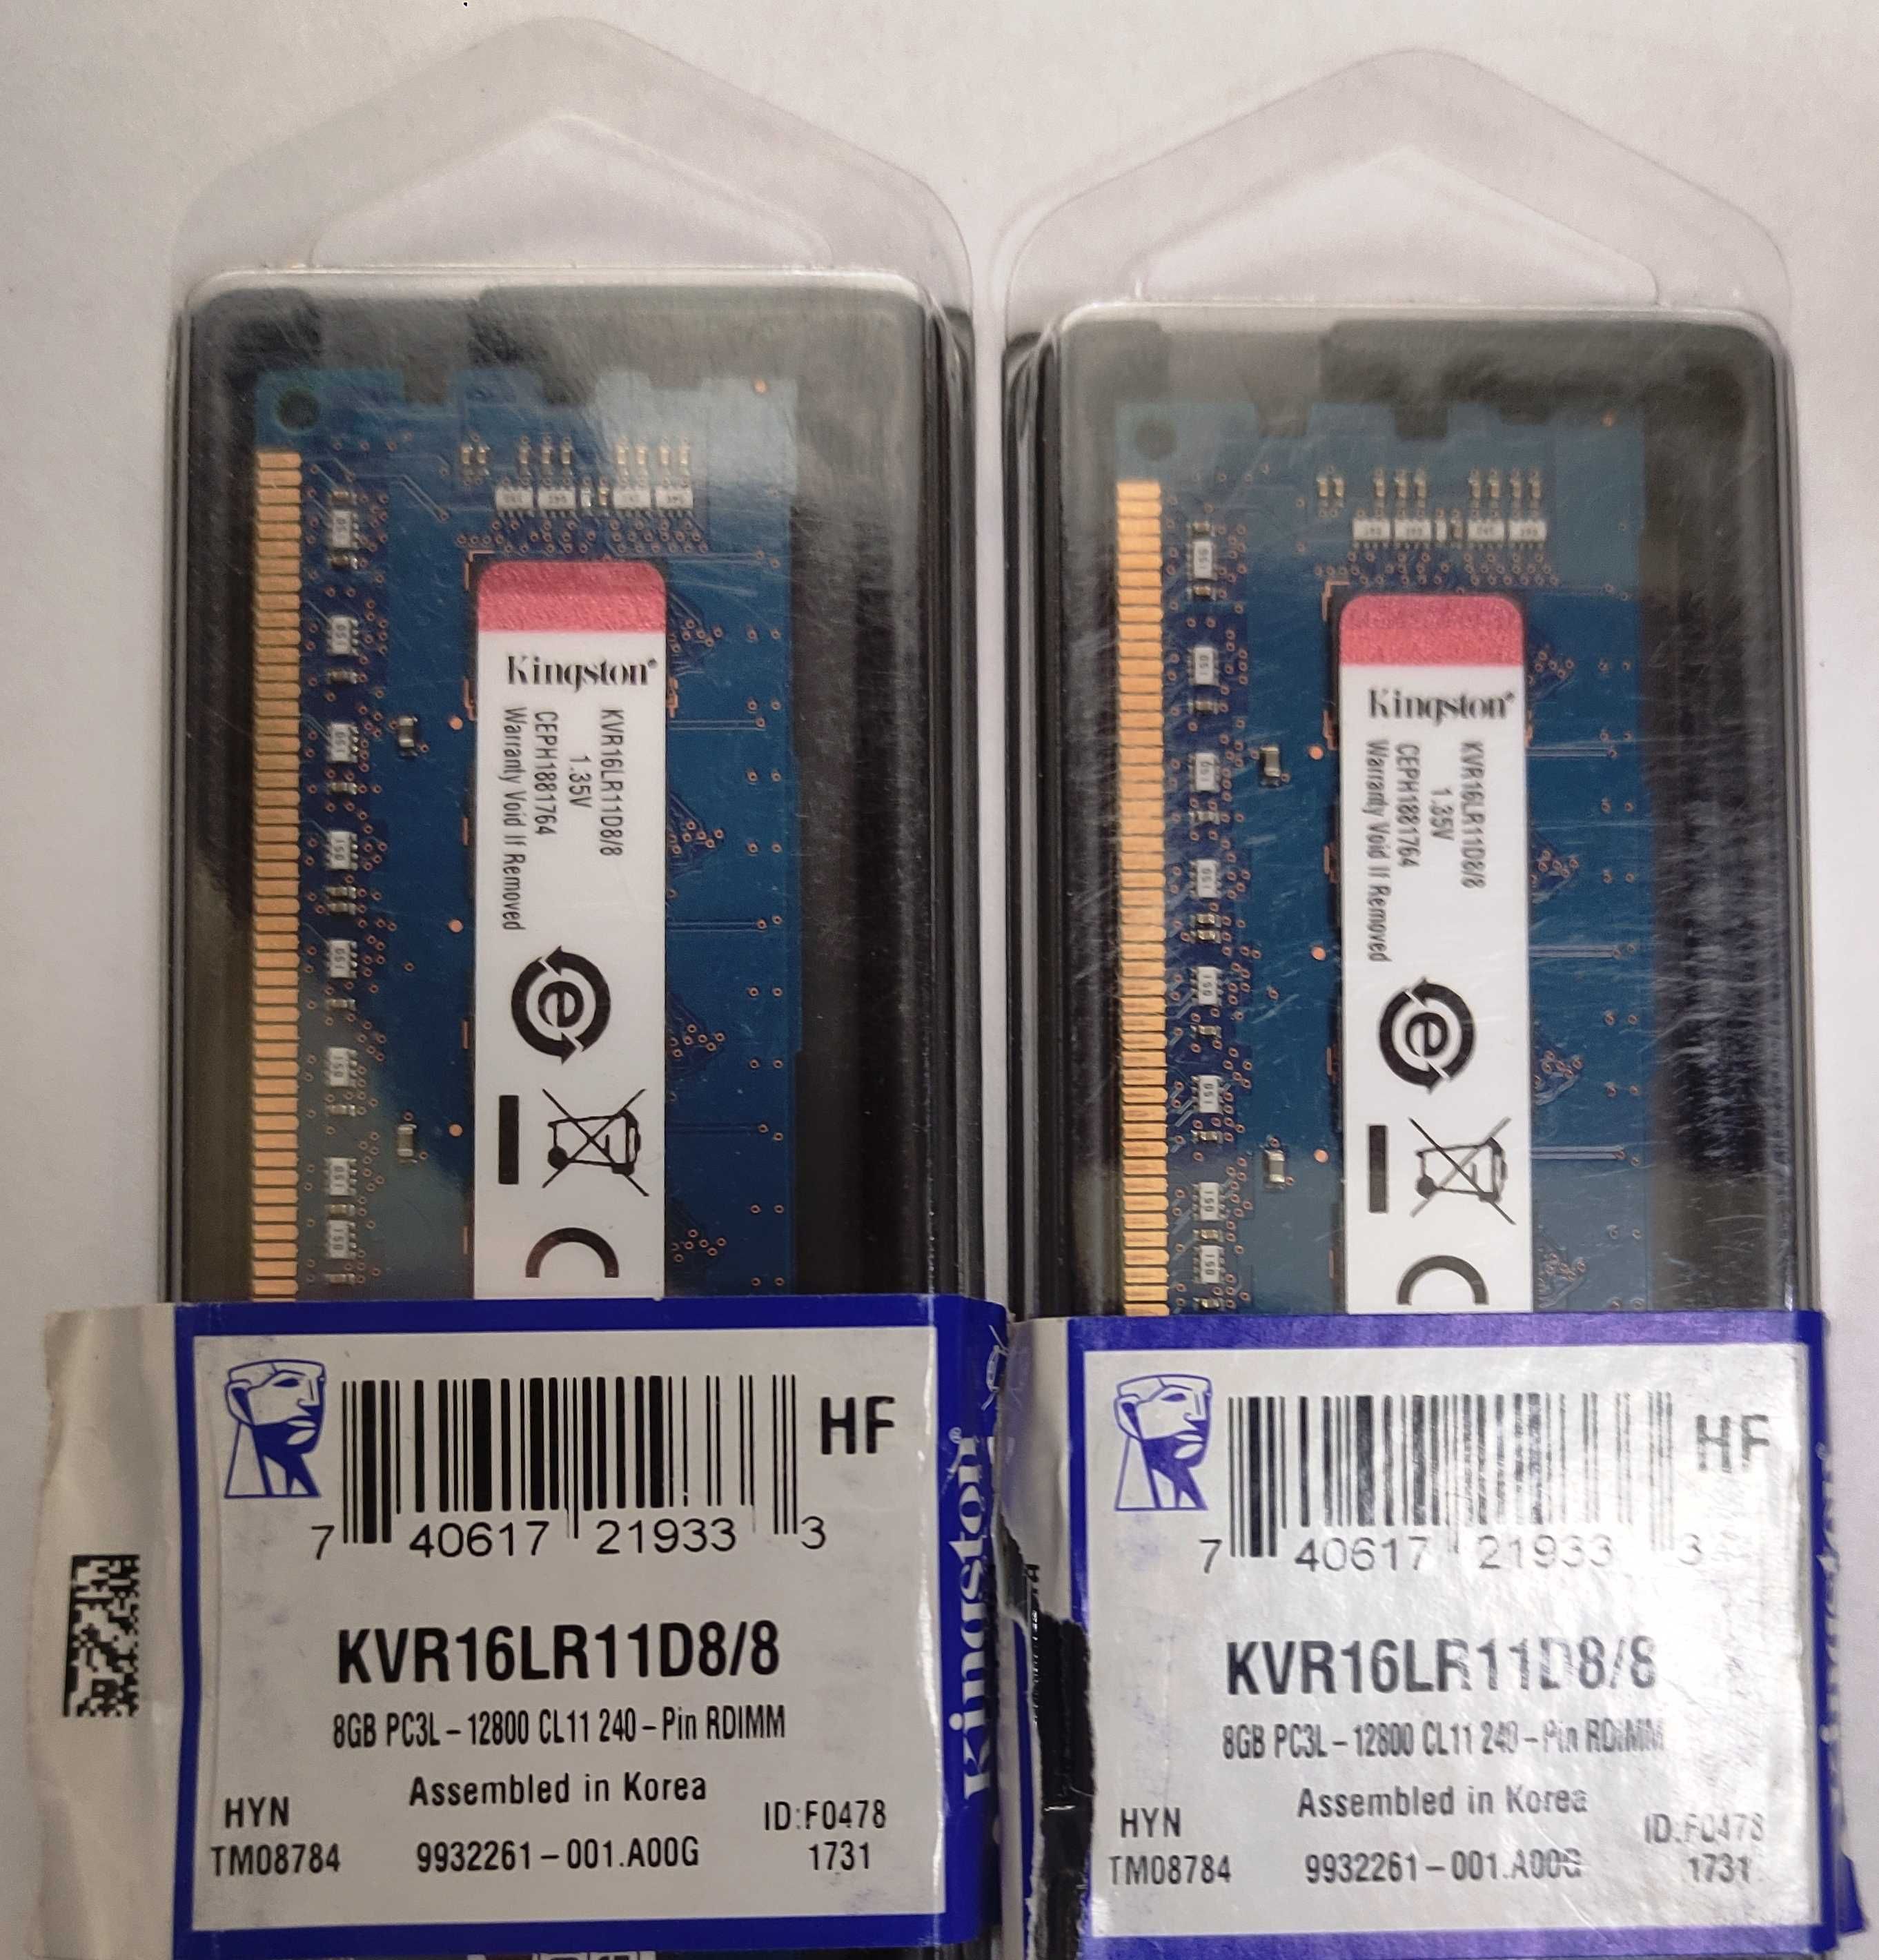 Kingston
KVR16LR11D8/8
1.35V
CEPH1881764
Warranty Void If Removed
HF
7 40617 21933 3
KVR16LR11D8/8
8GB PC3L-12800 CL11 240-Pin RDIMM
Assembled in Korea
HYN
ID:F0478
TM08784
9932261-001.A00G
1731
Kingston
Kingston
KVR16LR11D8/8
1.35V
CEPH1881764
Warranty Void If Removed
HF
7 40617 21933 3
KVR16LR11D8/8
8GB PC3L-12800 CL11 240-Pin RDIMM
Assembled in Korea
HYN
ID:F0478
TM08784
9932261-001.A00G
1731